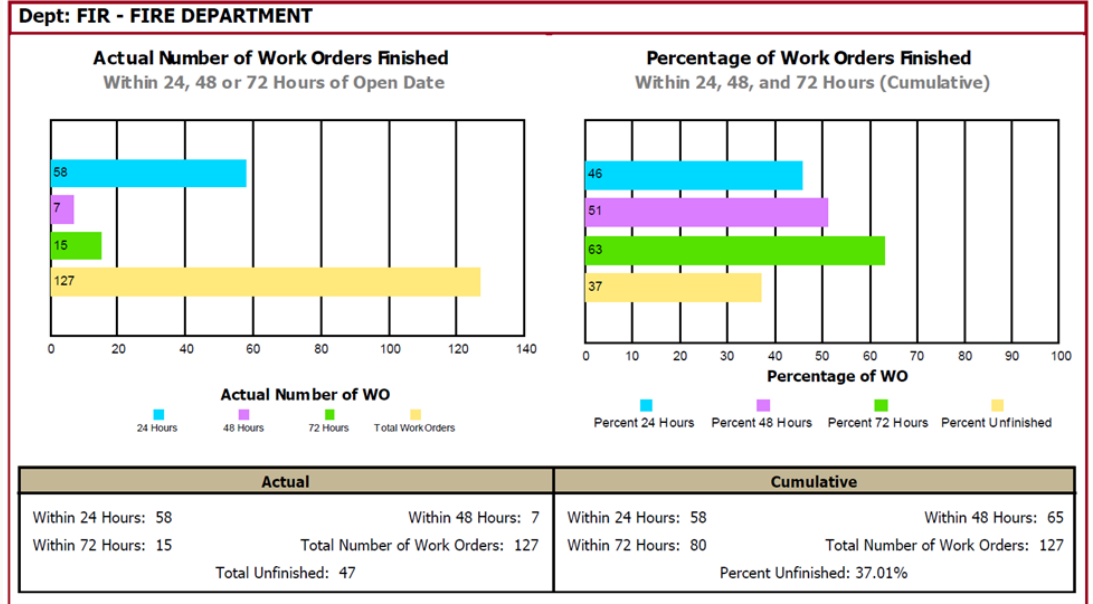 Dept: FIR - FIRE DEPARTMENT
Actual Number of Work Orders Finished
Within 24, 48 or 72 Hours of Open Date
58
7
15
127
0 20 40 60 80 100 120 140
Actual Number of WO
24 Hours 48 Hours 72 Hours Total Work Orders
Percentage of Work Orders Finished
Within 24, 48, and 72 Hours (Cumulative)
46
51
63
37
0 10 20 30 40 50 60 70 80 90 100
Percentage of WO
Percent 24 Hours Percent 48 Hours Percent 72 Hours Percent Unfinished
Actual
Within 24 Hours: 58 Within 48 Hours: 7
Within 72 Hours: 15 Total Number of Work Orders: 127
Total Unfinished: 47
Cumulative
Within 24 Hours: 58 Within 48 Hours: 65
Within 72 Hours: 80 Total Number of Work Orders: 127
Percent Unfinished: 37.01%